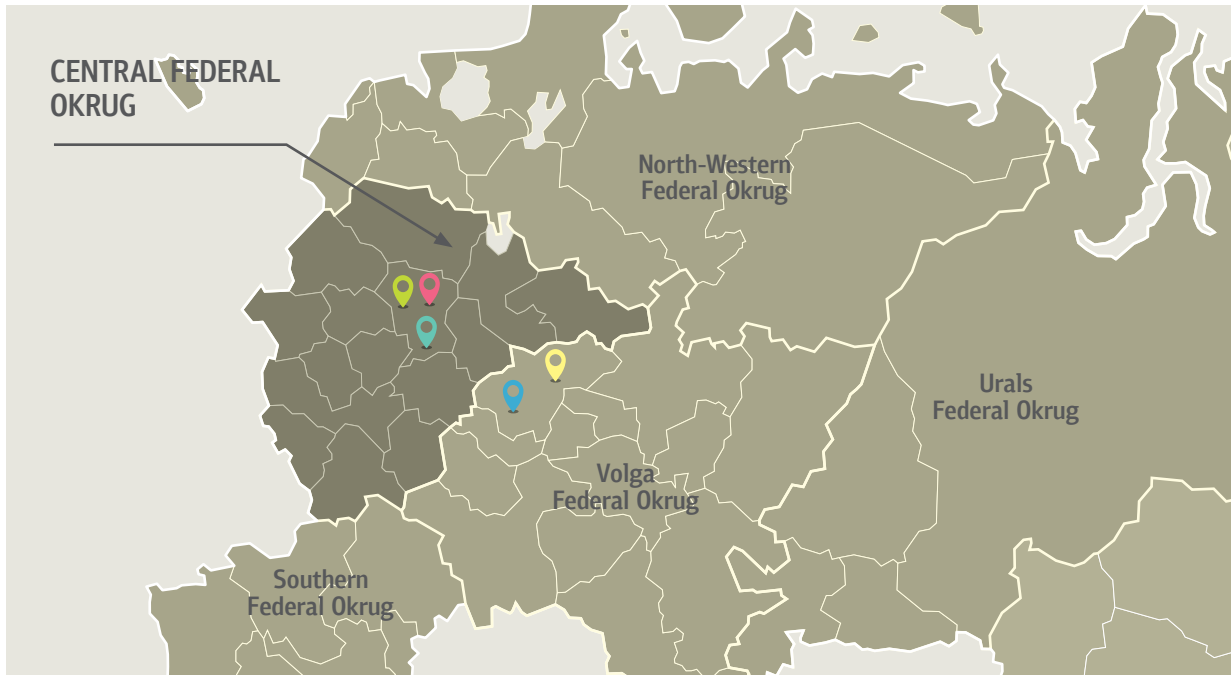 CENTRAL FEDERAL
OKRUG
North-Western
Federal Okrug
Urals
Federal Okrug
Volga
Federal Okrug
Southern
Federal Okrug